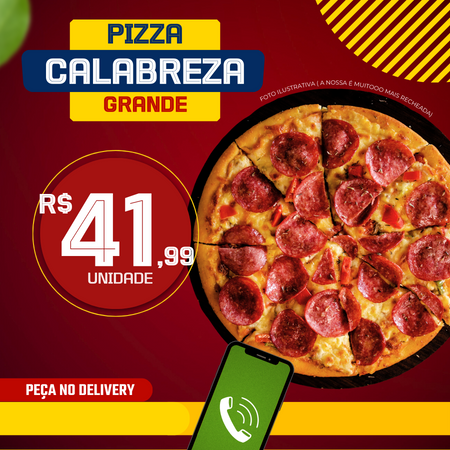 PIZZA
CALABREZA
GRANDE
FOTO ILUSTRATIVA ( A NOSSA É MUITOOO MAIS RECHEADA)
R$ 41,99
UNIDADE
PEÇA NO DELIVERY